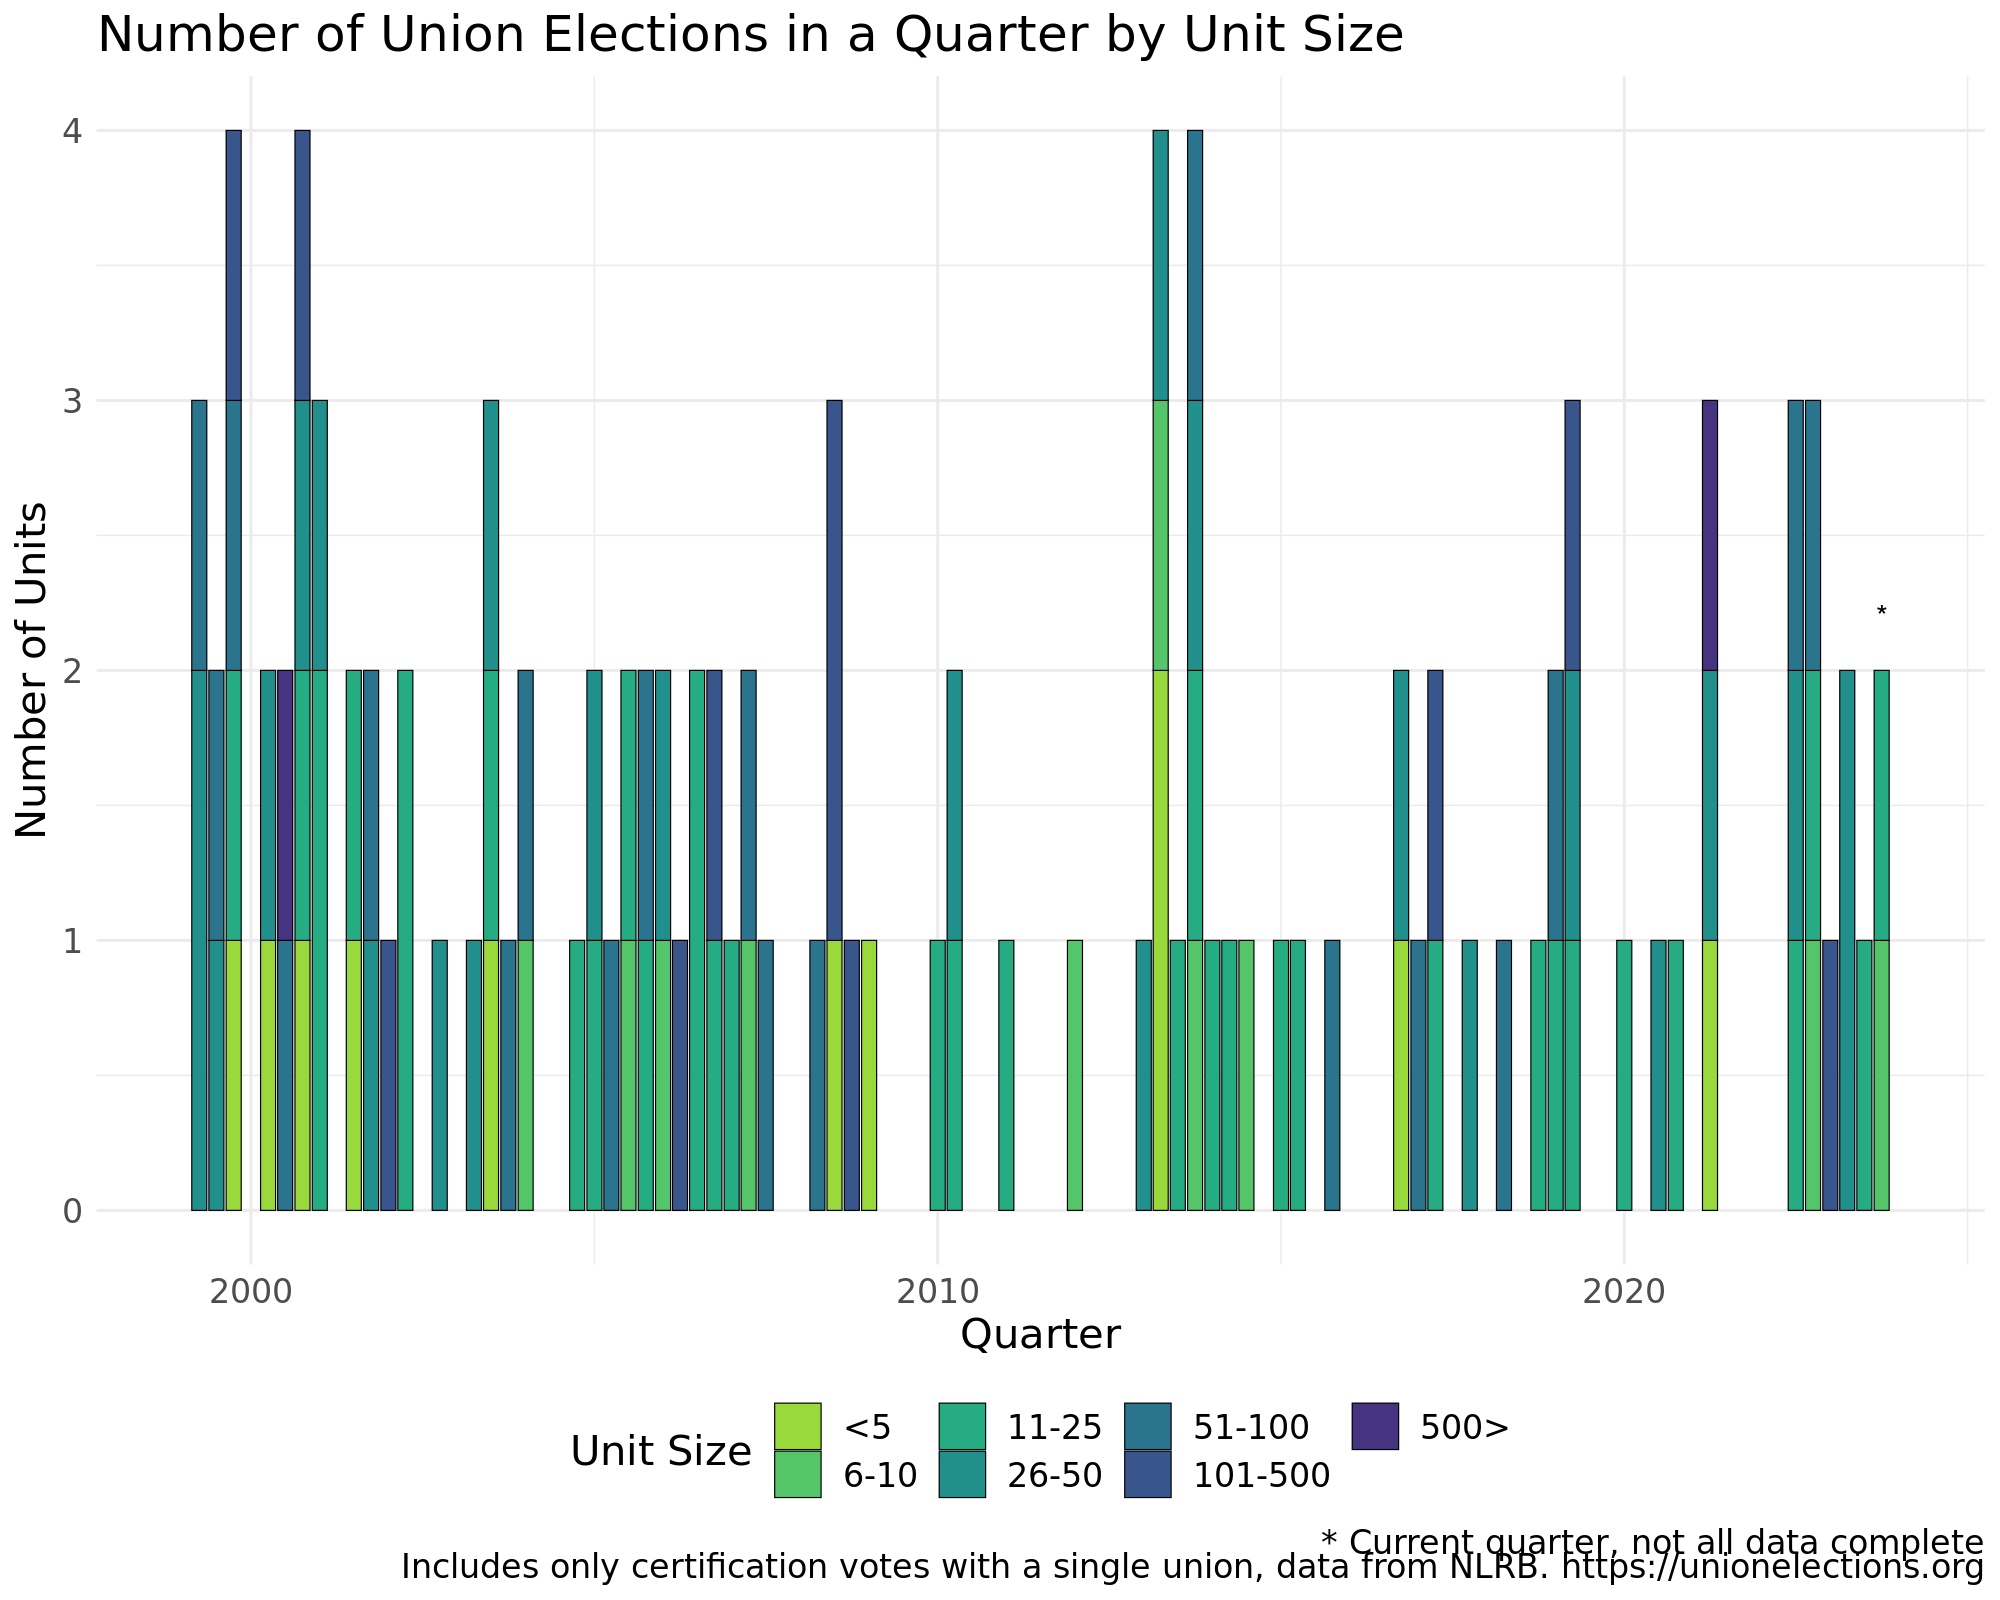 Number of Union Elections in a Quarter by Unit Size
Number of Units
4
3
2
1
0
*
2000 2010 2020
Quarter
Unit Size
<5 11-25 51-100 500>
6-10 26-50 101-500
* Current quarter, not all data complete
Includes only certification votes with a single union, data from NLRB. https://unionelections.org